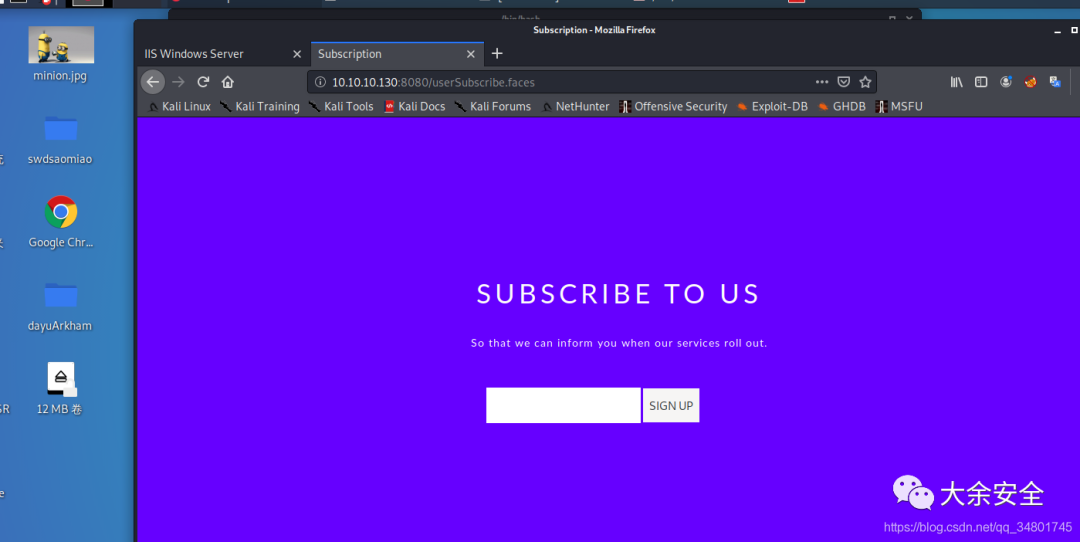 Subscription - Mozilla Firefox
IIS Windows Server
Subscription
10.10.10.130:8080/userSubscribe.faces
Kali Linux Kali Training Kali Tools Kali Docs Kali Forums NetHunter Offensive Security Exploit-DB GHDB MSFU
minion.jpg
swdsaomiao
Google Chr...
dayuArkham
12 MB 卷
SUBSCRIBE TO US
So that we can inform you when our services roll out.
SIGN UP
大余安全
https://blog.csdn.net/qq_34801745